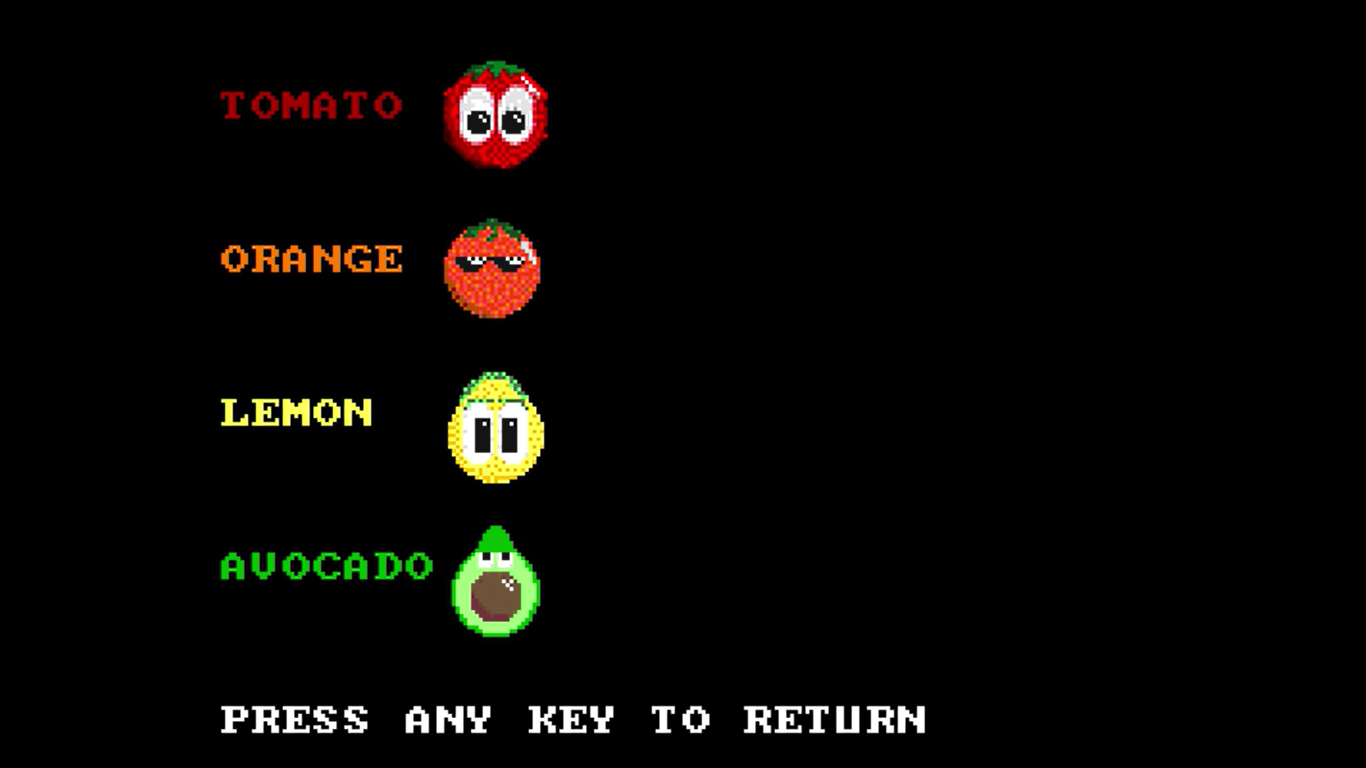 TOMATO
ORANGE
LEMON
AVOCADO
PRESS ANY KEY TO RETURN